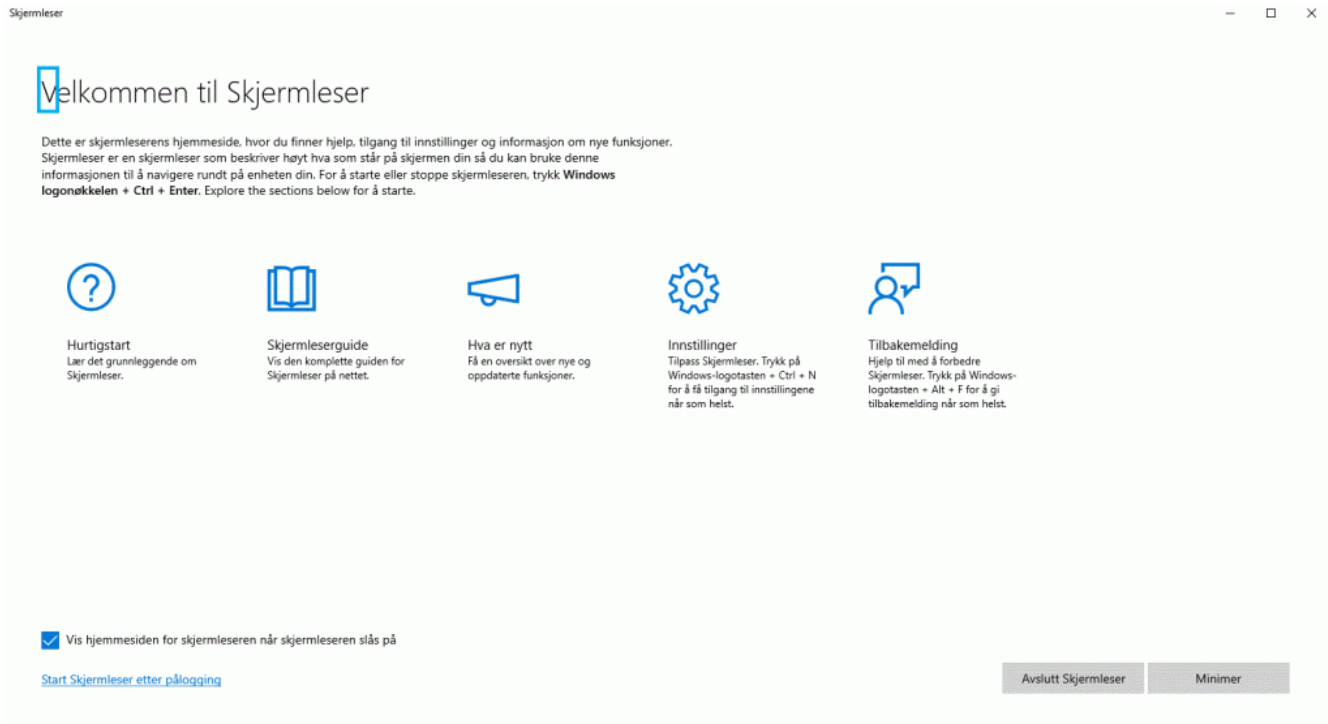 Skjermleser
Velkommen til Skjermleser
Dette er skjermleserens hjemmeside, hvor du finner hjelp, tilgang til innstillinger og informasjon om nye funksjoner.
Skjermleser er en skjermleser som beskriver høyt hva som står på skjermen din så du kan bruke denne
informasjonen til å navigere rundt på enheten din. For å starte eller stoppe skjermleseren, trykk Windows
logonøkkelen + Ctrl + Enter. Explore the sections below for å starte.
Hurtigstart
Lær det grunnleggende om
Skjermleser.
Skjermleserguide
Vis den komplette guiden for
Skjermleser på nettet.
Hva er nytt
Få en oversikt over nye og
oppdaterte funksjoner.
Innstillinger
Tilpass Skjermleser. Trykk på
Windows-logotasten + Ctrl + N
for å få tilgang til innstillingene
når som helst.
Tilbakemelding
Hjelp til med å forbedre
Skjermleser. Trykk på Windows-
logotasten + Alt + F for å gi
tilbakemelding når som helst.
Vis hjemmesiden for skjermleseren når skjermleseren slås på
Start Skjermleser etter pålogging
Avslutt Skjermleser
Minimer